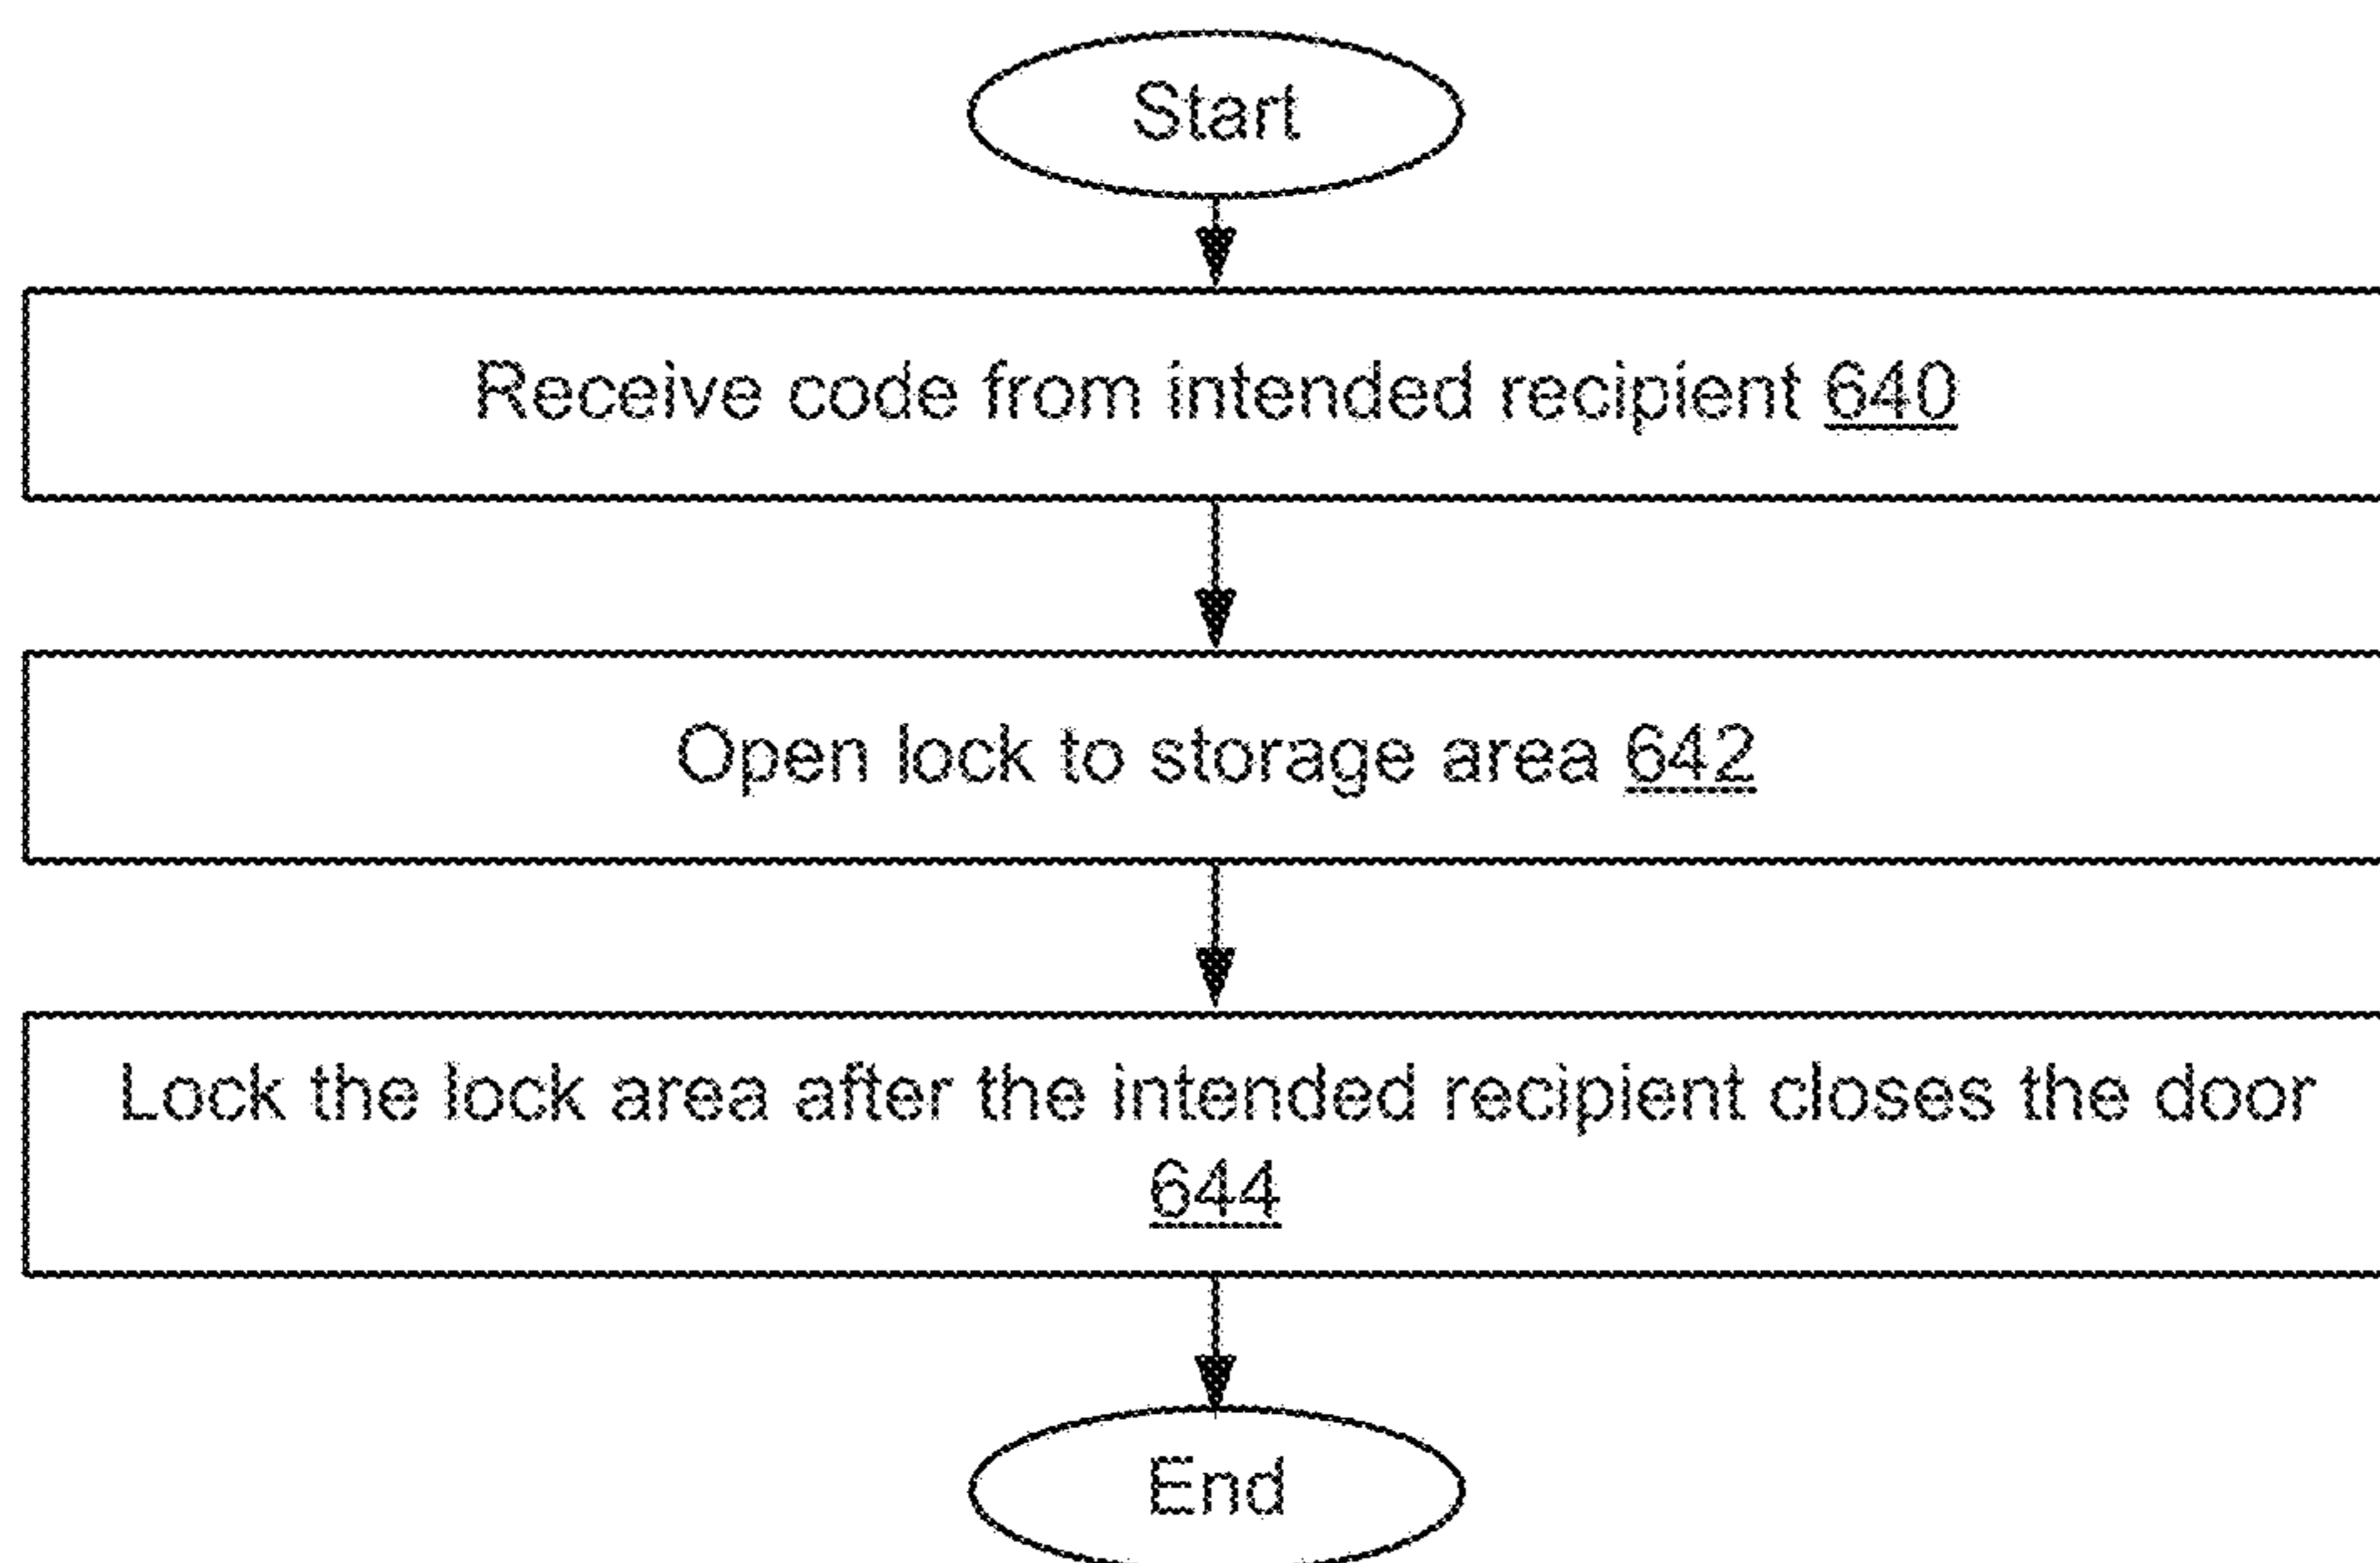 Start
Receive code from intended recipient 640
Open lock to storage area 642
Lock the lock area after the intended recipient closes the door
644
End